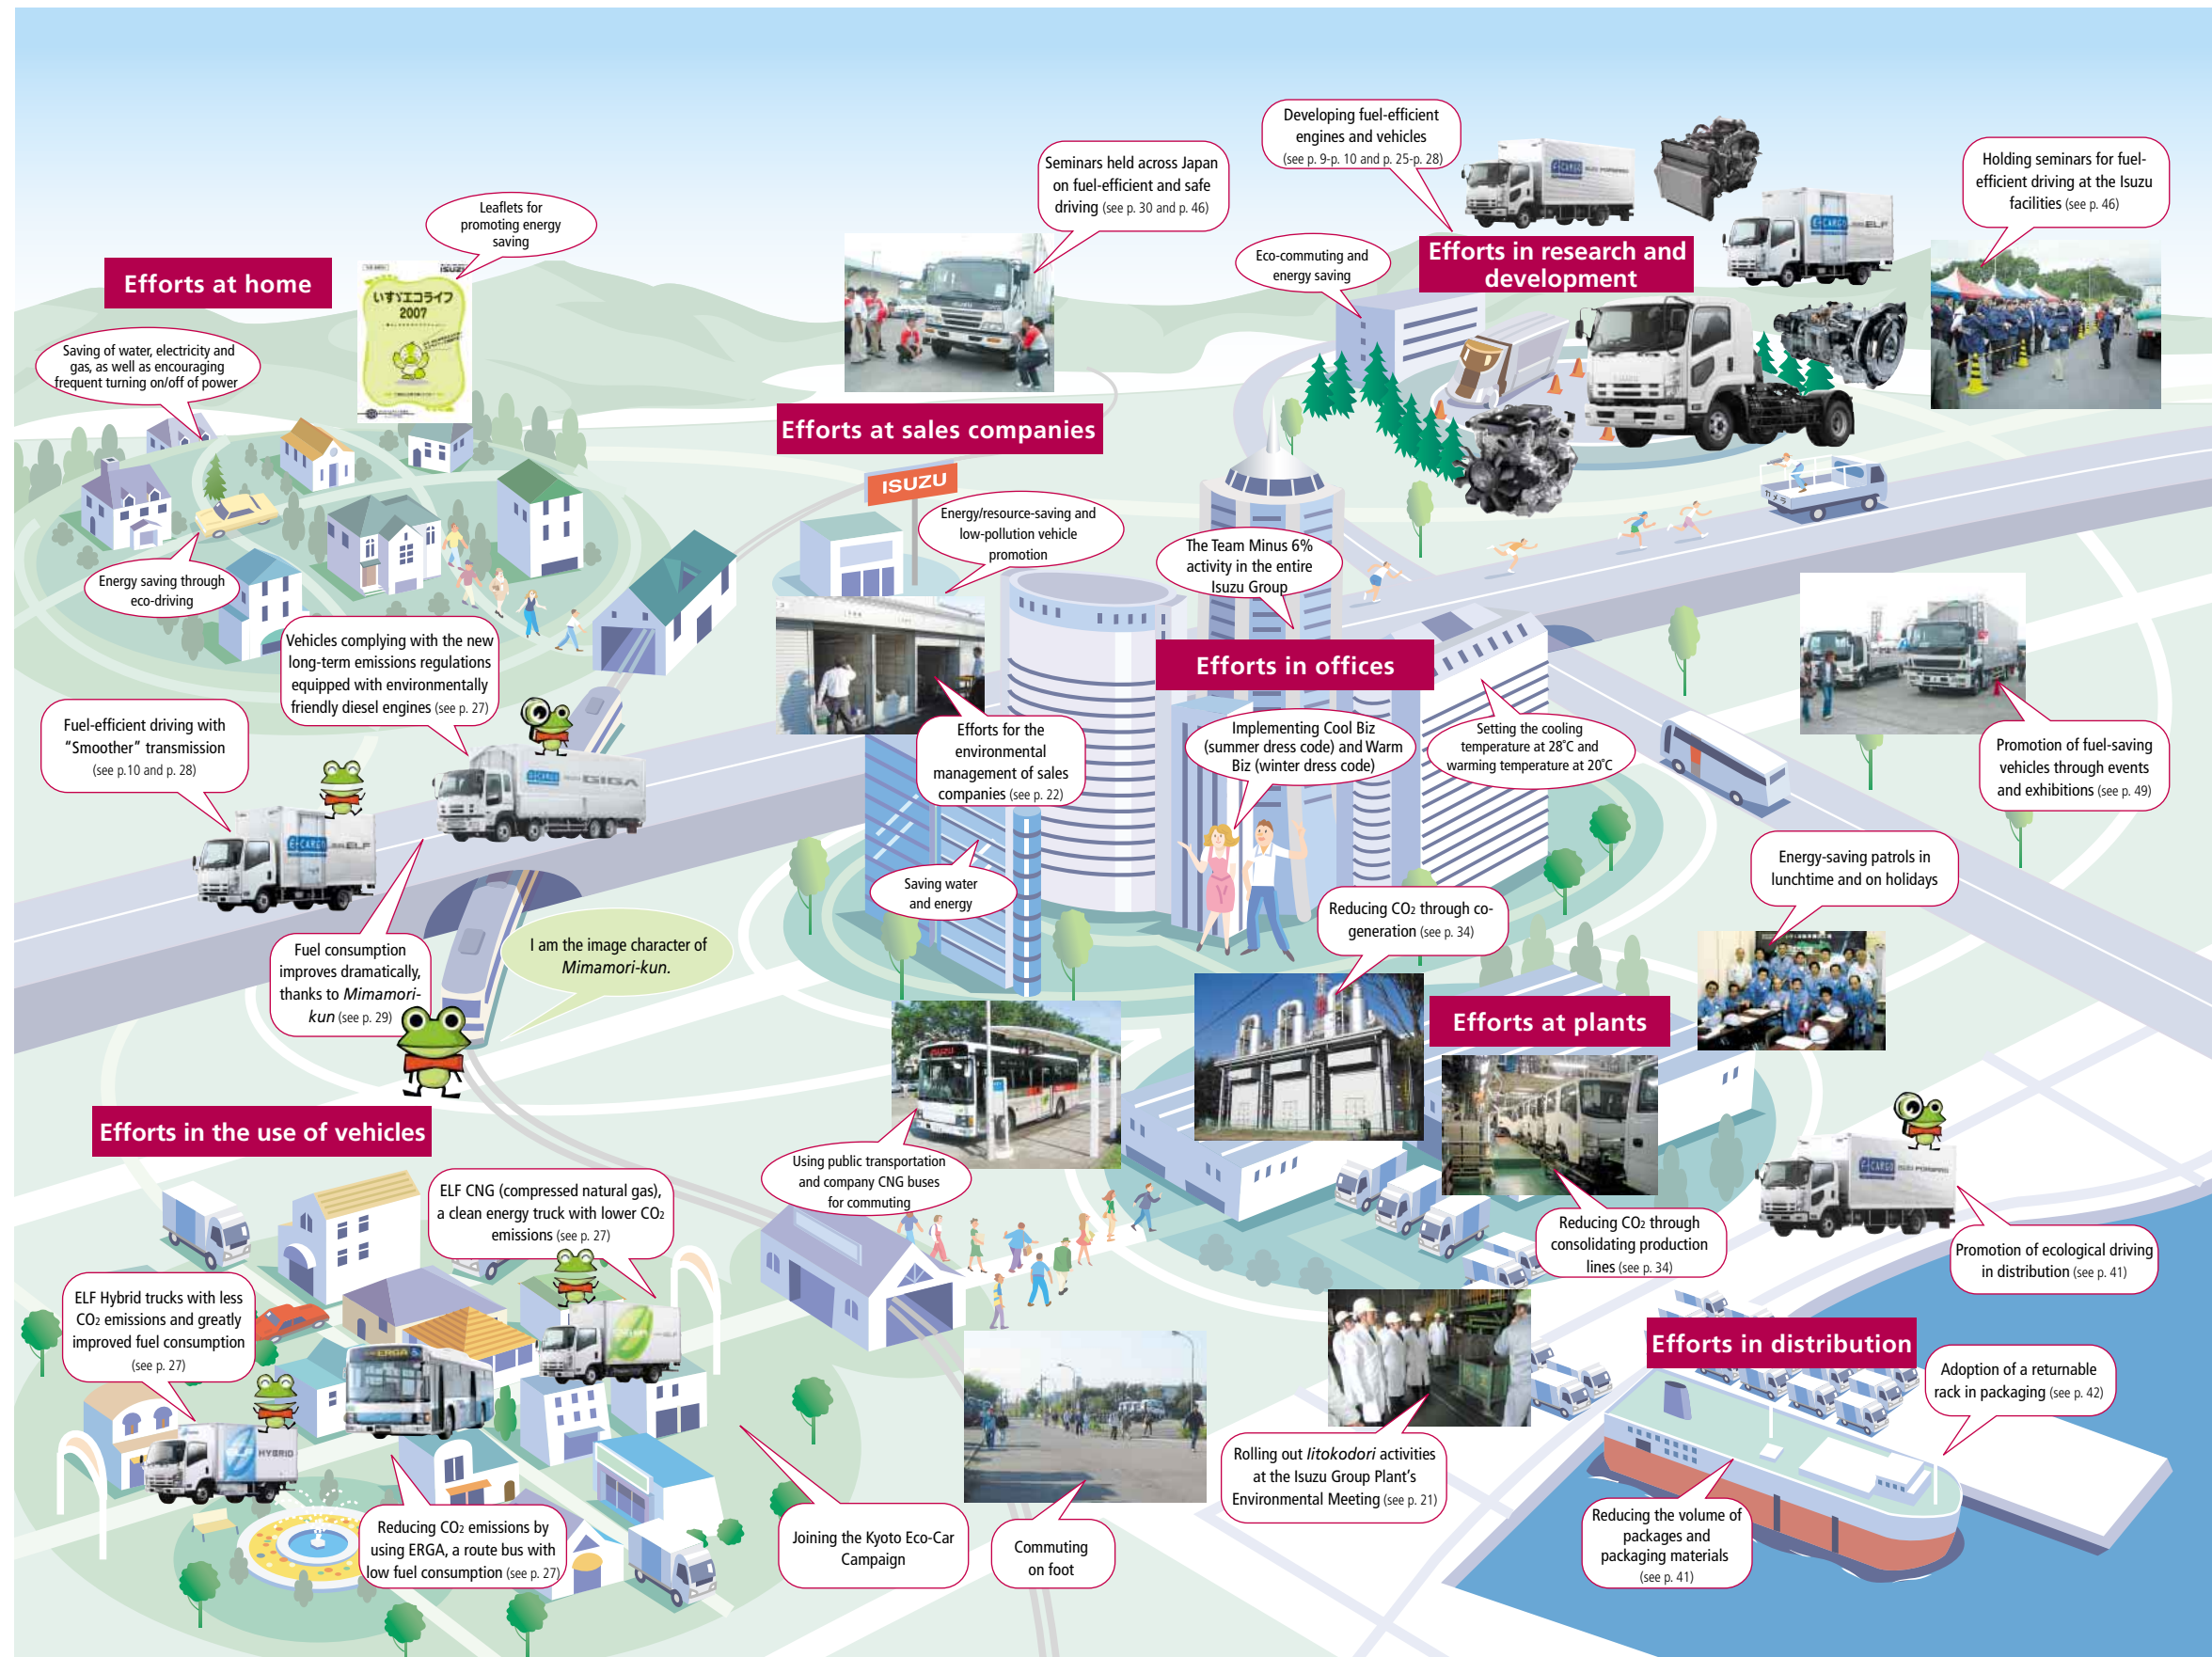 Developing fuel-efficient
engines and vehicles
(see p. 9-p. 10 and p. 25-p. 28)
Seminars held across Japan
on fuel-efficient and safe
driving (see p. 30 and p. 46)
Holding seminars for fuel-
efficient driving at the Isuzu
facilities (see p. 46)
Leaflets for
promoting energy
saving
Efforts at home
Eco-commuting and
energy saving
Efforts in research and
development
E-CARGO
E-CARGO ELF
ISUZU
いすゞエコライフ
2007
Saving of water, electricity and
gas, as well as encouraging
frequent turning on/off of power
Efforts at sales companies
ISUZU
Energy/resource-saving and
low-pollution vehicle
promotion
カメラ
The Team Minus 6%
activity in the entire
Isuzu Group
Energy saving through
eco-driving
Vehicles complying with the new
long-term emissions regulations
equipped with environmentally
friendly diesel engines (see p. 27)
Efforts in offices
Fuel-efficient driving with
“Smoother” transmission
(see p.10 and p. 28)
Efforts for the
environmental
management of sales
companies (see p. 22)
Implementing Cool Biz
(summer dress code) and Warm
Biz (winter dress code)
Setting the cooling
temperature at 28˚C and
warming temperature at 20˚C
Promotion of fuel-saving
vehicles through events
and exhibitions (see p. 49)
E-CARGO GIGA
E-CARGO ELF
Saving water
and energy
Energy-saving patrols in
lunchtime and on holidays
Reducing CO2 through co-
generation (see p. 34)
Fuel consumption
improves dramatically,
thanks to Mimamori-
kun (see p. 29)
I am the image character of
Mimamori-kun.
Efforts at plants
ISUZU
Efforts in the use of vehicles
Using public transportation
and company CNG buses
for commuting
E-CARGO
ELF CNG (compressed natural gas),
a clean energy truck with lower CO2
emissions (see p. 27)
Reducing CO2 through
consolidating production
lines (see p. 34)
Promotion of ecological driving
in distribution (see p. 41)
ELF Hybrid trucks with less
CO2 emissions and greatly
improved fuel consumption
(see p. 27)
ERGA
Efforts in distribution
Adoption of a returnable
rack in packaging (see p. 42)
ELF HYBRID
Rolling out Iitokodori activities
at the Isuzu Group Plant’s
Environmental Meeting (see p. 21)
Reducing CO2 emissions by
using ERGA, a route bus with
low fuel consumption (see p. 27)
Joining the Kyoto Eco-Car
Campaign
Commuting
on foot
Reducing the volume of
packages and
packaging materials
(see p. 41)